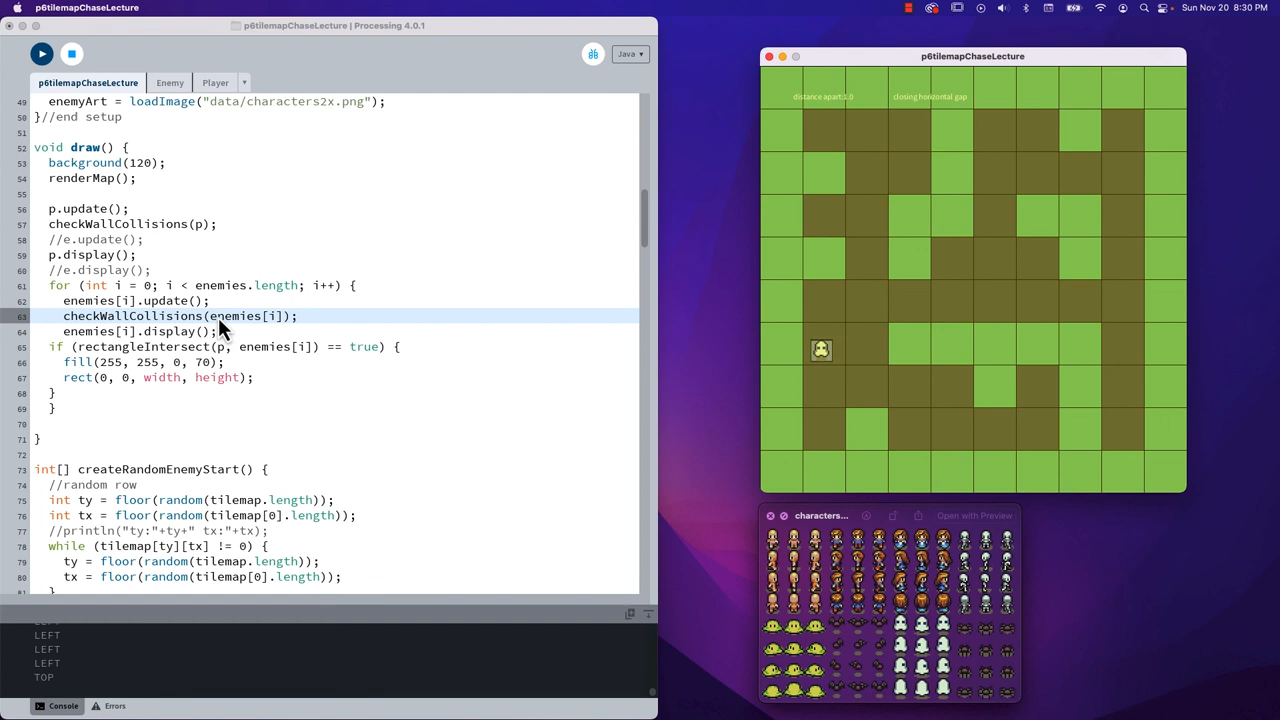 p6tilemapChaseLecture
Sun Nov 20 8:30 PM
p6tilemapChaseLecture | Processing 4.0.1
Java ▾
p6tilemapChaseLecture Enemy Player ▾
49 enemyArt = loadImage("data/characters2x.png");
50 }//end setup
51
52 void draw() {
53 background(120);
54 renderMap();
55
56 p.update();
57 checkWallCollisions(p);
58 //e.update();
59 p.display();
60 //e.display();
61 for (int i = 0; i < enemies.length; i++) {
62 enemies[i].update();
63 checkWallCollisions(enemies[i]);
64 enemies[i].display();
65 if (rectangleIntersect(p, enemies[i]) == true) {
66 fill(255, 255, 0, 70);
67 rect(0, 0, width, height);
68 }
69 }
70
71 }
72
73 int[] createRandomEnemyStart() {
74 //random row
75 int ty = floor(random(tilemap.length));
76 int tx = floor(random(tilemap[0].length));
77 //println("ty:"+ty+" tx:"+tx);
78 while (tilemap[ty][tx] != 0) {
79 ty = floor(random(tilemap.length));
80 tx = floor(random(tilemap[0].length));
81 }
LEFT
LEFT
LEFT
LEFT
TOP
Console Errors
p6tilemapChaseLecture
distance apart:1.0 closing horizontal gap
characters... Open with Preview